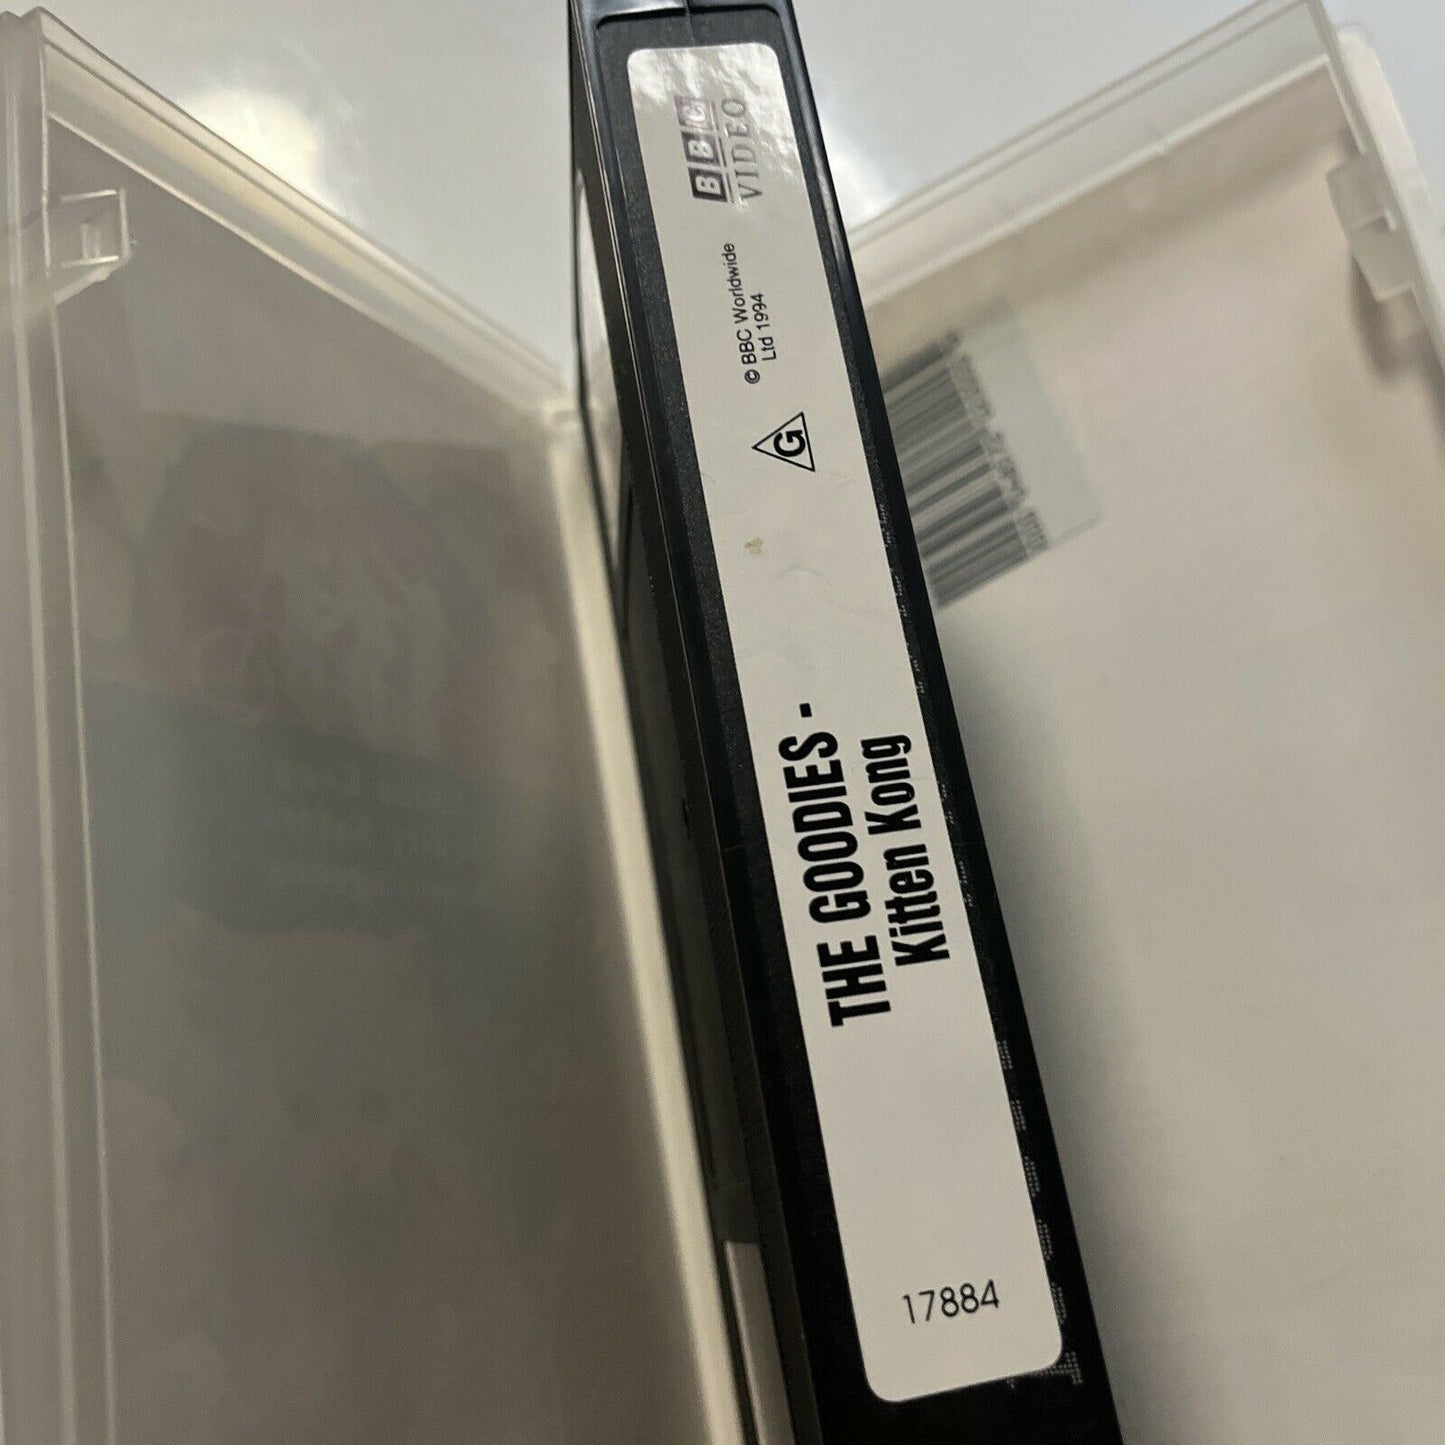 BBC
VIDEO
© BBC Worldwide
Ltd 1994
G
THE GOODIES -
Kitten Kong
17884